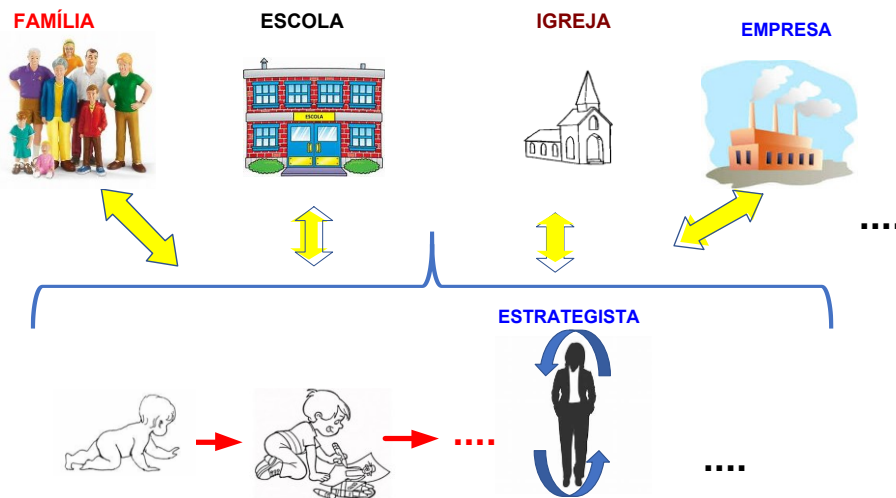 FAMÍLIA
ESCOLA
IGREJA
EMPRESA
ESCOLA
....
ESTRATEGISTA
....
....